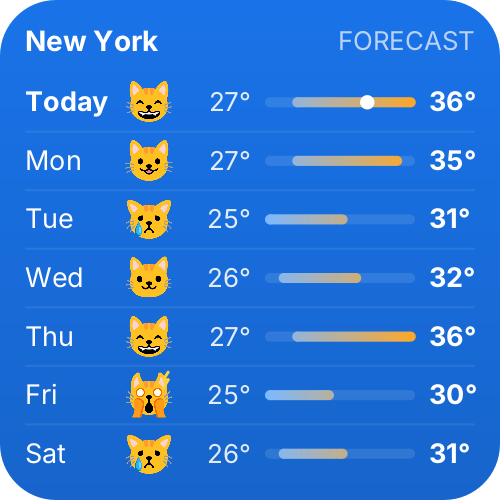 New York FORECAST
Today 27° 36°
Mon 27° 35°
Tue 25° 31°
Wed 26° 32°
Thu 27° 36°
Fri 25° 30°
Sat 26° 31°